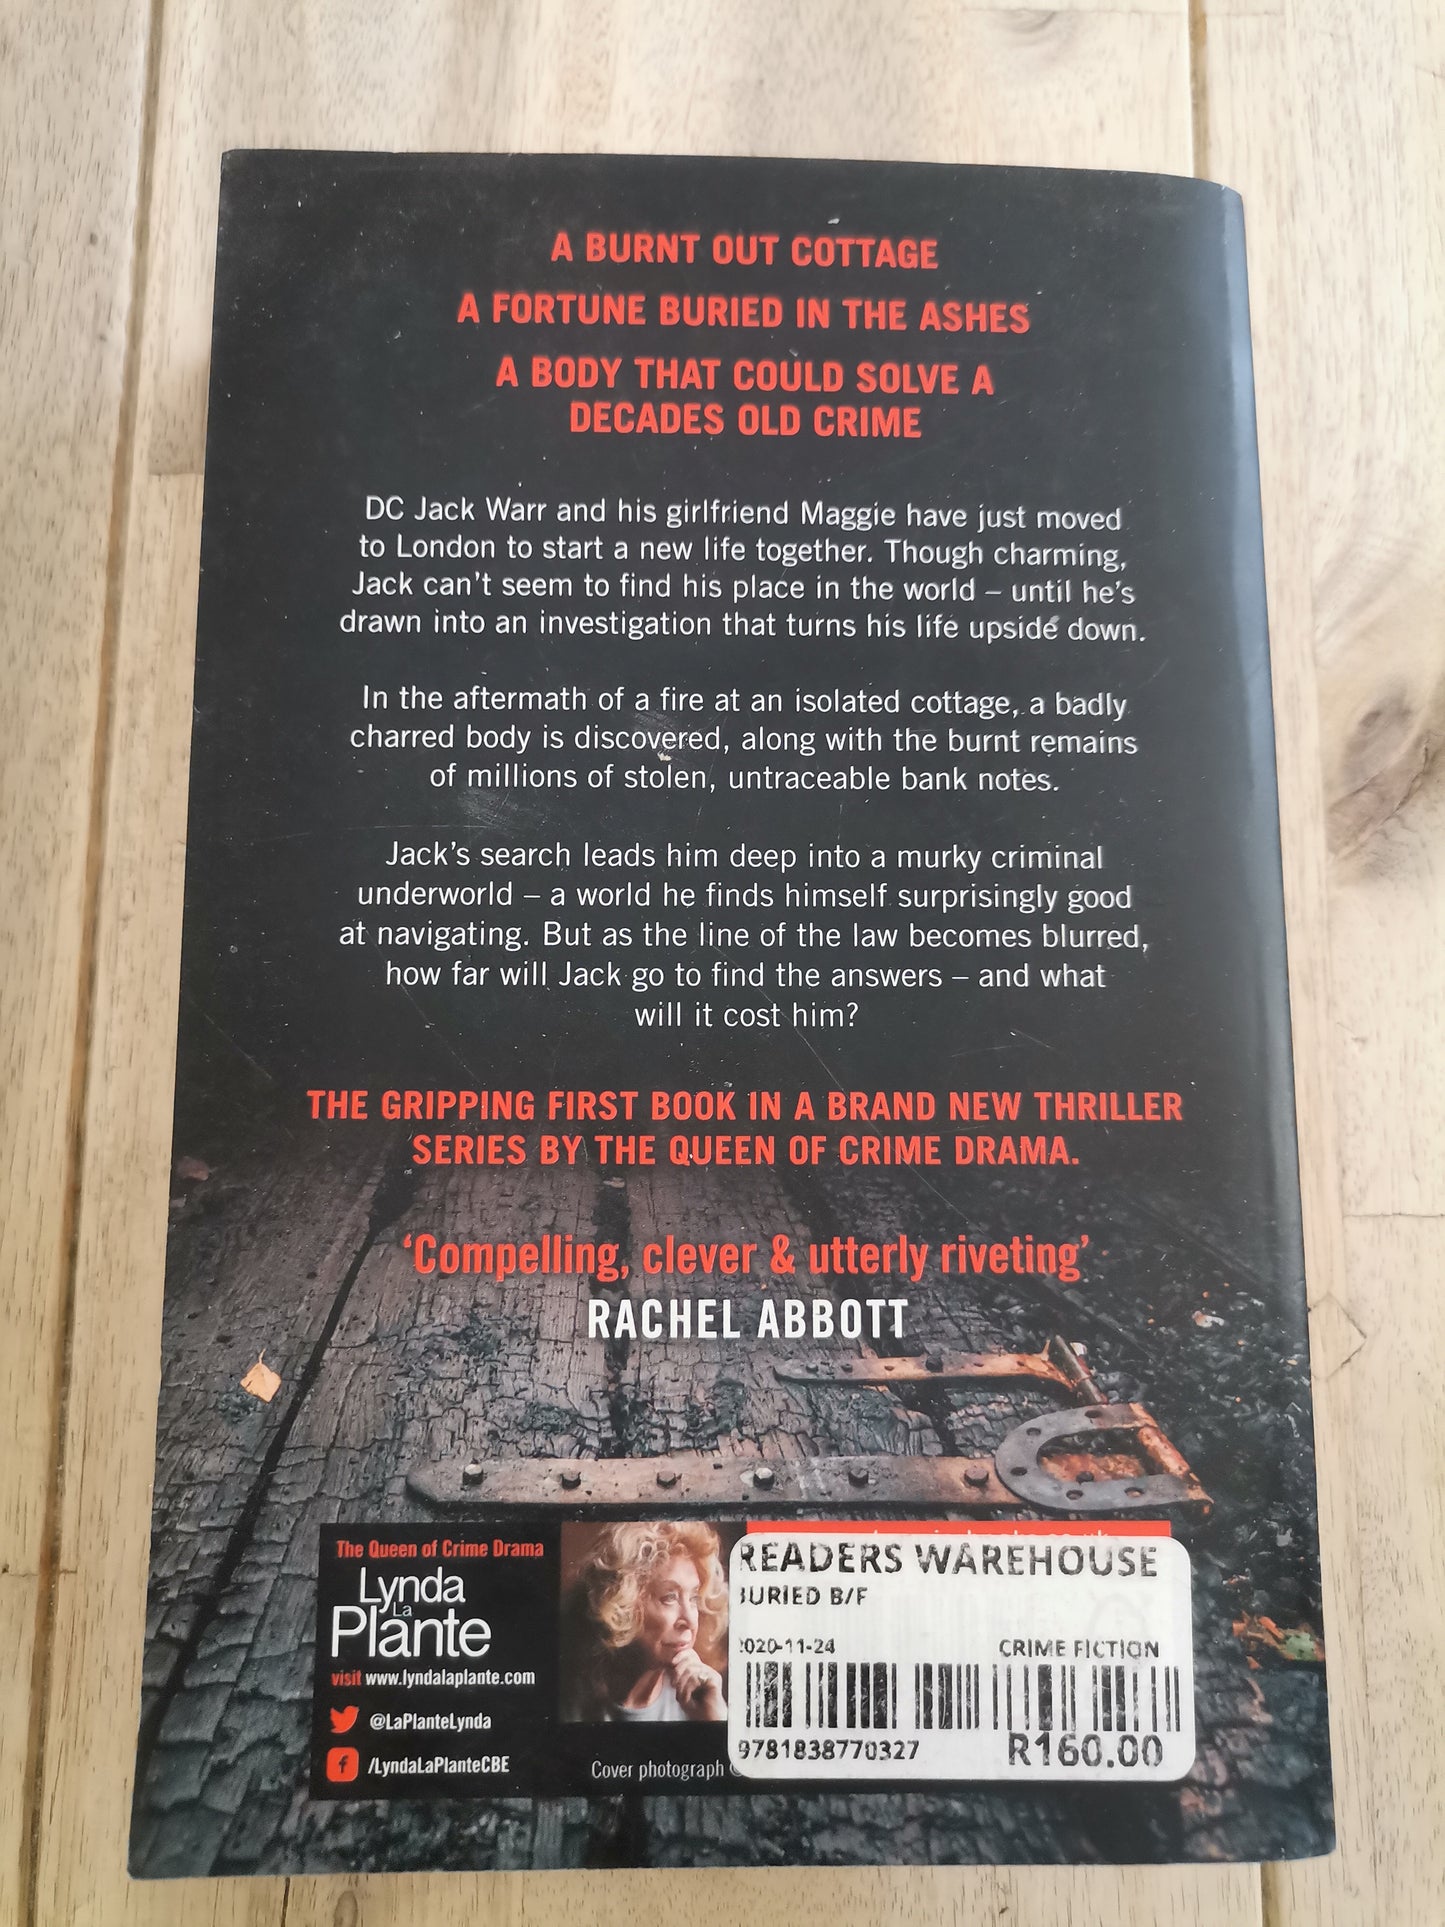 A BURNT OUT COTTAGE
A FORTUNE BURIED IN THE ASHES
A BODY THAT COULD SOLVE A
DECADES OLD CRIME
DC Jack Warr and his girlfriend Maggie have just moved
to London to start a new life together. Though charming,
Jack can't seem to find his place in the world – until he's
drawn into an investigation that turns his life upside down.
In the aftermath of a fire at an isolated cottage, a badly
charred body is discovered, along with the burnt remains
of millions of stolen, untraceable bank notes.
Jack's search leads him deep into a murky criminal
underworld – a world he finds himself surprisingly good
at navigating. But as the line of the law becomes blurred,
how far will Jack go to find the answers – and what
will it cost him?
THE GRIPPING FIRST BOOK IN A BRAND NEW THRILLER
SERIES BY THE QUEEN OF CRIME DRAMA.
'Compelling, clever & utterly riveting'
RACHEL ABBOTT
The Queen of Crime Drama
Lynda
La
Plante
visit www.lyndalaplante.com
@LaPlanteLynda
/LyndaLaPlanteCBE
Cover photograph ©
READERS WAREHOUSE
BURIED B/F
2020-11-24 CRIME FICTION
9781838770327 R160.00